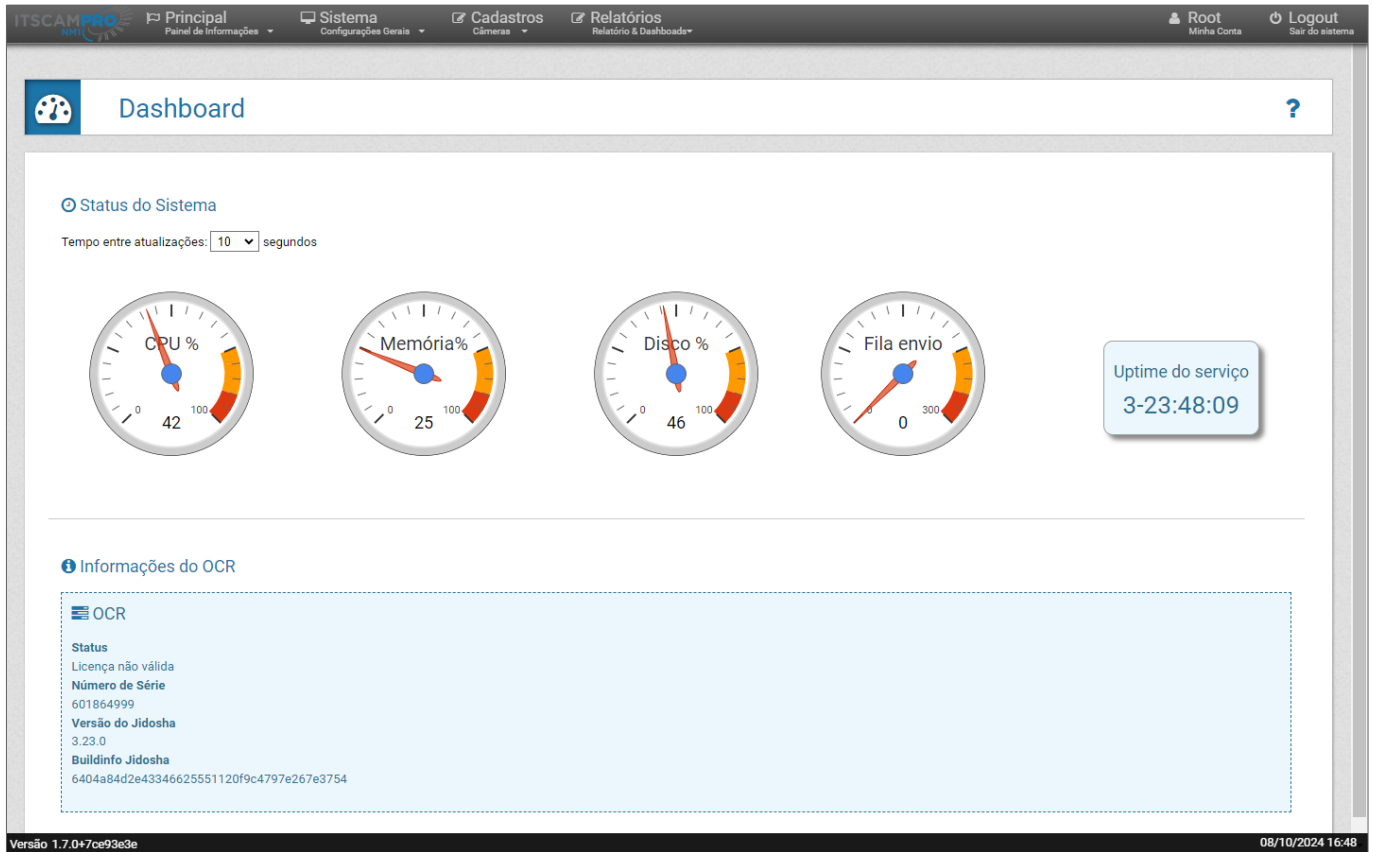 ITSCAMPRO
NM1
Principal
Painel de Informações
Sistema
Configurações Gerais
Cadastros
Câmeras
Relatórios
Relatório & Dashboads
Root
Minha Conta
Logout
Sair do sistema
Dashboard
?
Status do Sistema
Tempo entre atualizações: 10 segundos
CPU %
0 100
42
Memória%
0 100
25
Disco %
0 100
46
Fila envio
0 300
0
Uptime do serviço
3-23:48:09
Informações do OCR
OCR
Status
Licença não válida
Número de Série
601864999
Versão do Jidosha
3.23.0
Buildinfo Jidosha
6404a84d2e43346625551120f9c4797e267e3754
Versão 1.7.0+7ce93e3e
08/10/2024 16:48